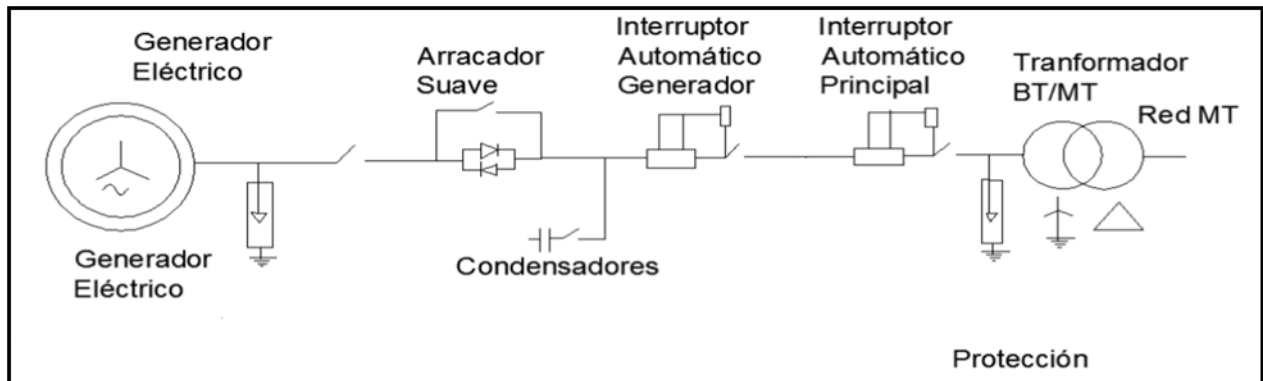 Generador
Eléctrico
Arracador
Suave
Interruptor
Automático
Generador
Interruptor
Automático
Principal
Tranformador
BT/MT
Red MT
Generador
Eléctrico
Condensadores
Protección